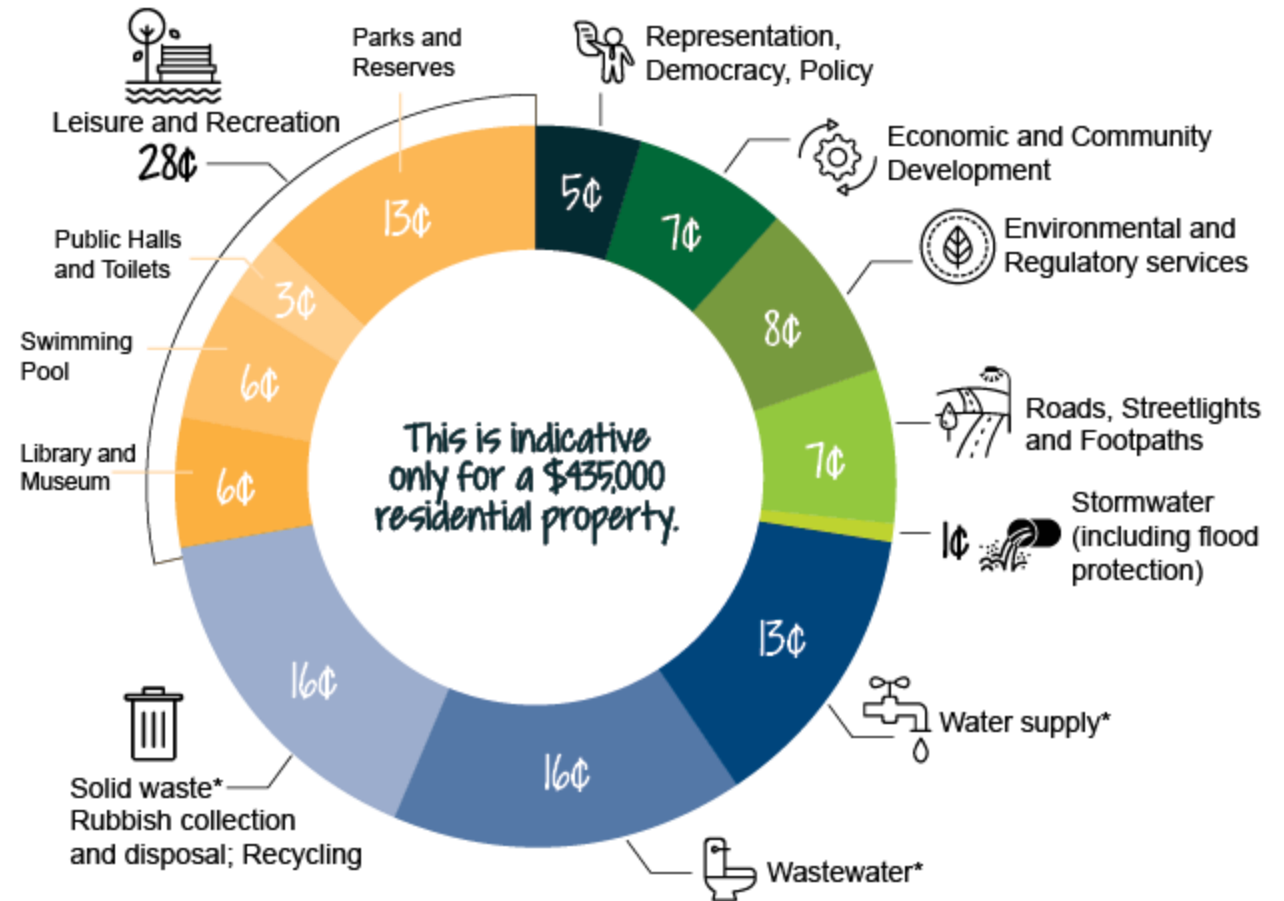 Parks and
Reserves
Leisure and Recreation
28¢
Public Halls
and Toilets
Swimming
Pool
Library and
Museum
Representation,
Democracy, Policy
Economic and Community
Development
Environmental and
Regulatory services
Roads, Streetlights
and Footpaths
1¢
Stormwater
(including flood
protection)
Water supply*
Wastewater*
Solid waste*
Rubbish collection
and disposal; Recycling
5¢
7¢
8¢
7¢
13¢
16¢
16¢
6¢
6¢
3¢
13¢
This is indicative
only for a $435,000
residential property.